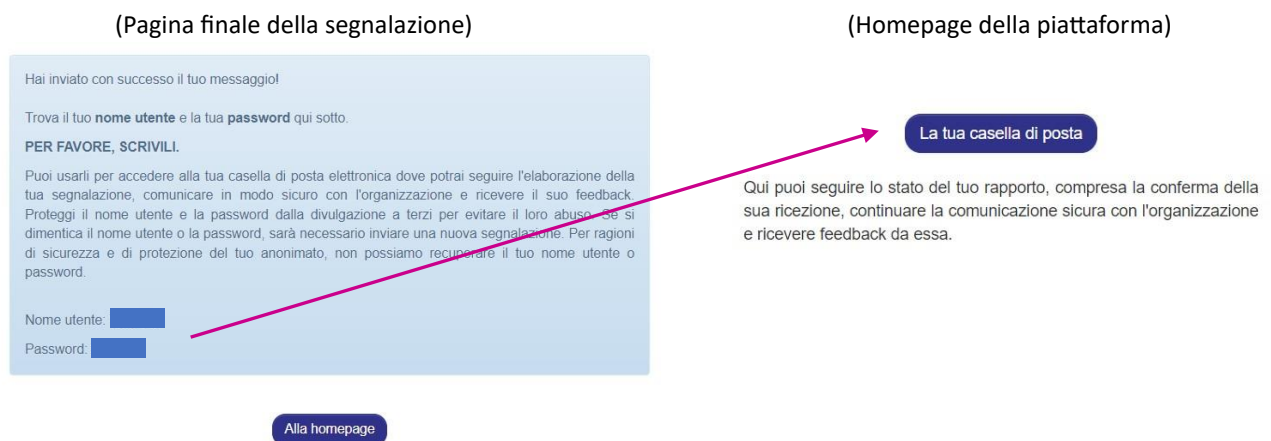 (Pagina finale della segnalazione)
Hai inviato con successo il tuo messaggio!
Trova il tuo nome utente e la tua password qui sotto.
PER FAVORE, SCRIVILI.
Puoi usarli per accedere alla tua casella di posta elettronica dove potrai seguire l'elaborazione della
tua segnalazione, comunicare in modo sicuro con l'organizzazione e ricevere il suo feedback.
Proteggi il nome utente e la password dalla divulgazione a terzi per evitare il loro abuso. Se si
dimentica il nome utente o la password, sarà necessario inviare una nuova segnalazione. Per ragioni
di sicurezza e di protezione del tuo anonimato, non possiamo recuperare il tuo nome utente o
password.
Nome utente:
Password:
Alla homepage
(Homepage della piattaforma)
La tua casella di posta
Qui puoi seguire lo stato del tuo rapporto, compresa la conferma della
sua ricezione, continuare la comunicazione sicura con l'organizzazione
e ricevere feedback da essa.